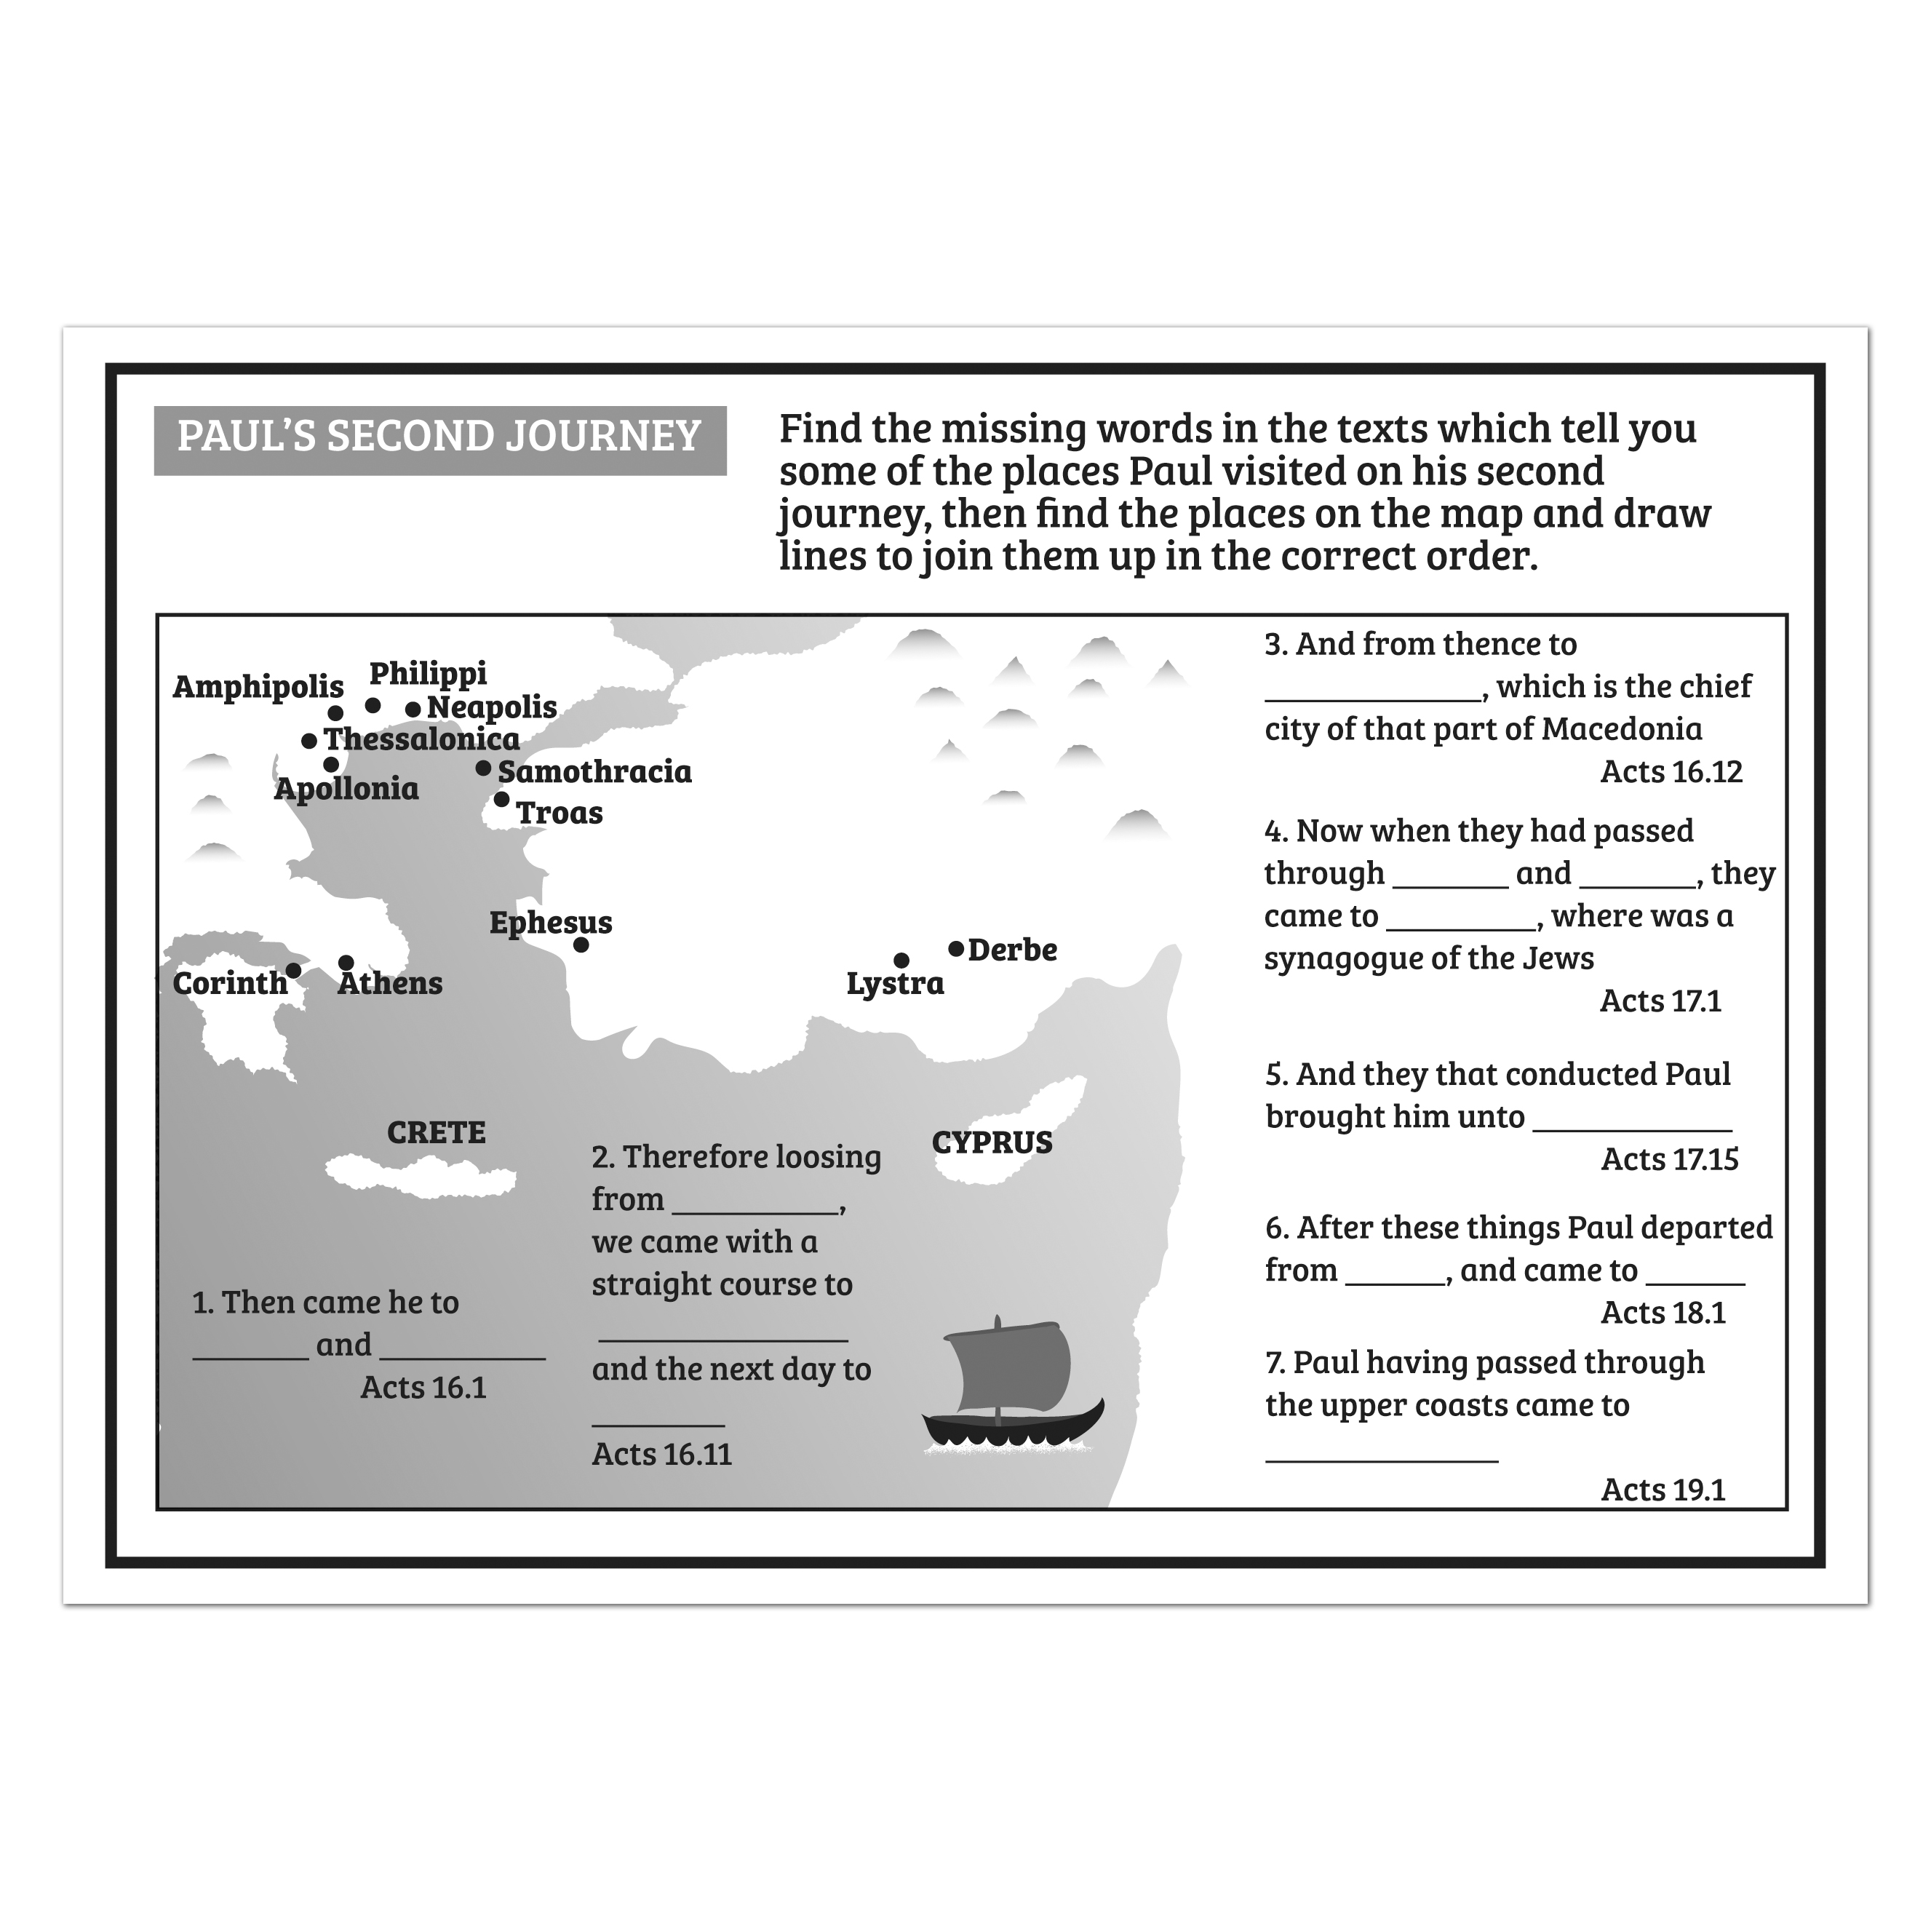 PAUL’S SECOND JOURNEY
Find the missing words in the texts which tell you
some of the places Paul visited on his second
journey, then find the places on the map and draw
lines to join them up in the correct order.
Amphipolis
Philippi
Neapolis
Thessalonica
Apollonia
Samothracia
Troas
Ephesus
Corinth
Athens
Lystra
Derbe
CRETE
CYPRUS
1. Then came he to
________ and ____________
Acts 16.1
2. Therefore loosing
from ____________,
we came with a
straight course to
__________________
and the next day to
__________
Acts 16.11
3. And from thence to
________________, which is the chief
city of that part of Macedonia
Acts 16.12
4. Now when they had passed
through ________ and ________, they
came to ___________, where was a
synagogue of the Jews
Acts 17.1
5. And they that conducted Paul
brought him unto ______________
Acts 17.15
6. After these things Paul departed
from _______, and came to _______
Acts 18.1
7. Paul having passed through
the upper coasts came to
_________________
Acts 19.1